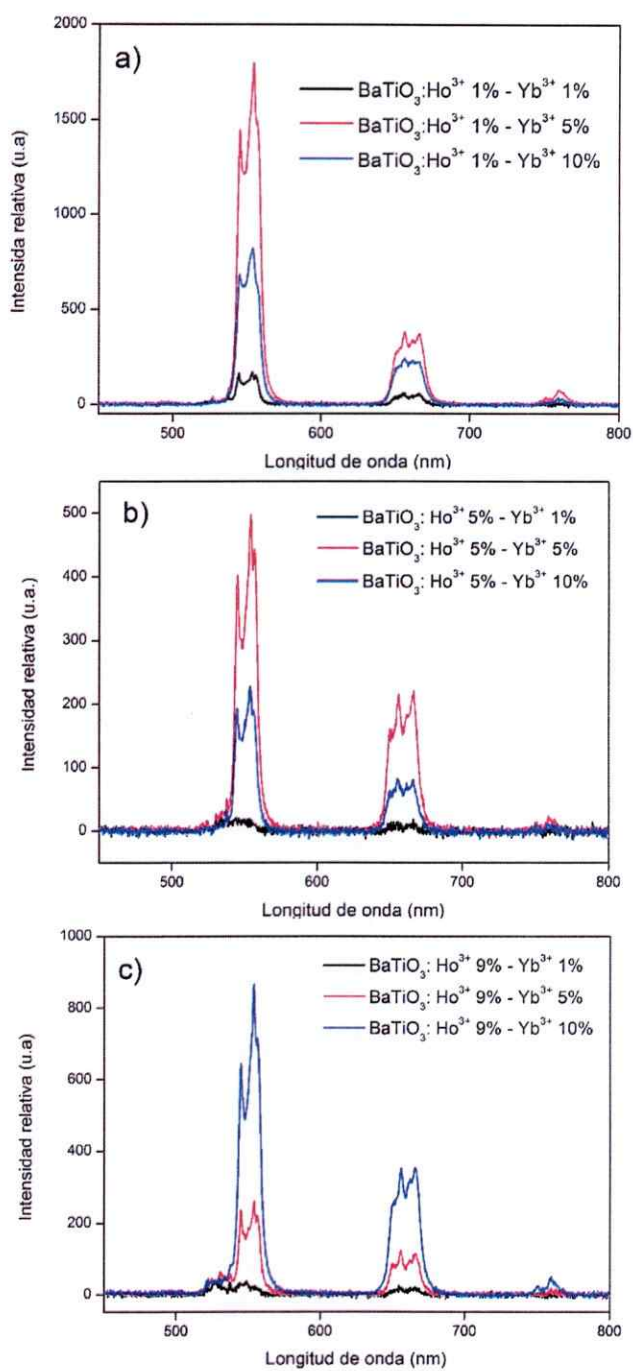 a)
BaTiO₃:Ho³⁺ 1% - Yb³⁺ 1%
BaTiO₃:Ho³⁺ 1% - Yb³⁺ 5%
BaTiO₃:Ho³⁺ 1% - Yb³⁺ 10%
Intensida relativa (u.a)
2000
1500
1000
500
0
500 600 700 800
Longitud de onda (nm)
b)
BaTiO₃: Ho³⁺ 5% - Yb³⁺ 1%
BaTiO₃: Ho³⁺ 5% - Yb³⁺ 5%
BaTiO₃: Ho³⁺ 5% - Yb³⁺ 10%
Intensidad relativa (u.a.)
500
400
300
200
100
0
500 600 700 800
Longitud de onda (nm)
c)
BaTiO₃: Ho³⁺ 9% - Yb³⁺ 1%
BaTiO₃: Ho³⁺ 9% - Yb³⁺ 5%
BaTiO₃: Ho³⁺ 9% - Yb³⁺ 10%
Intensidad relativa (u.a)
1000
800
600
400
200
0
500 600 700 800
Longitud de onda (nm)